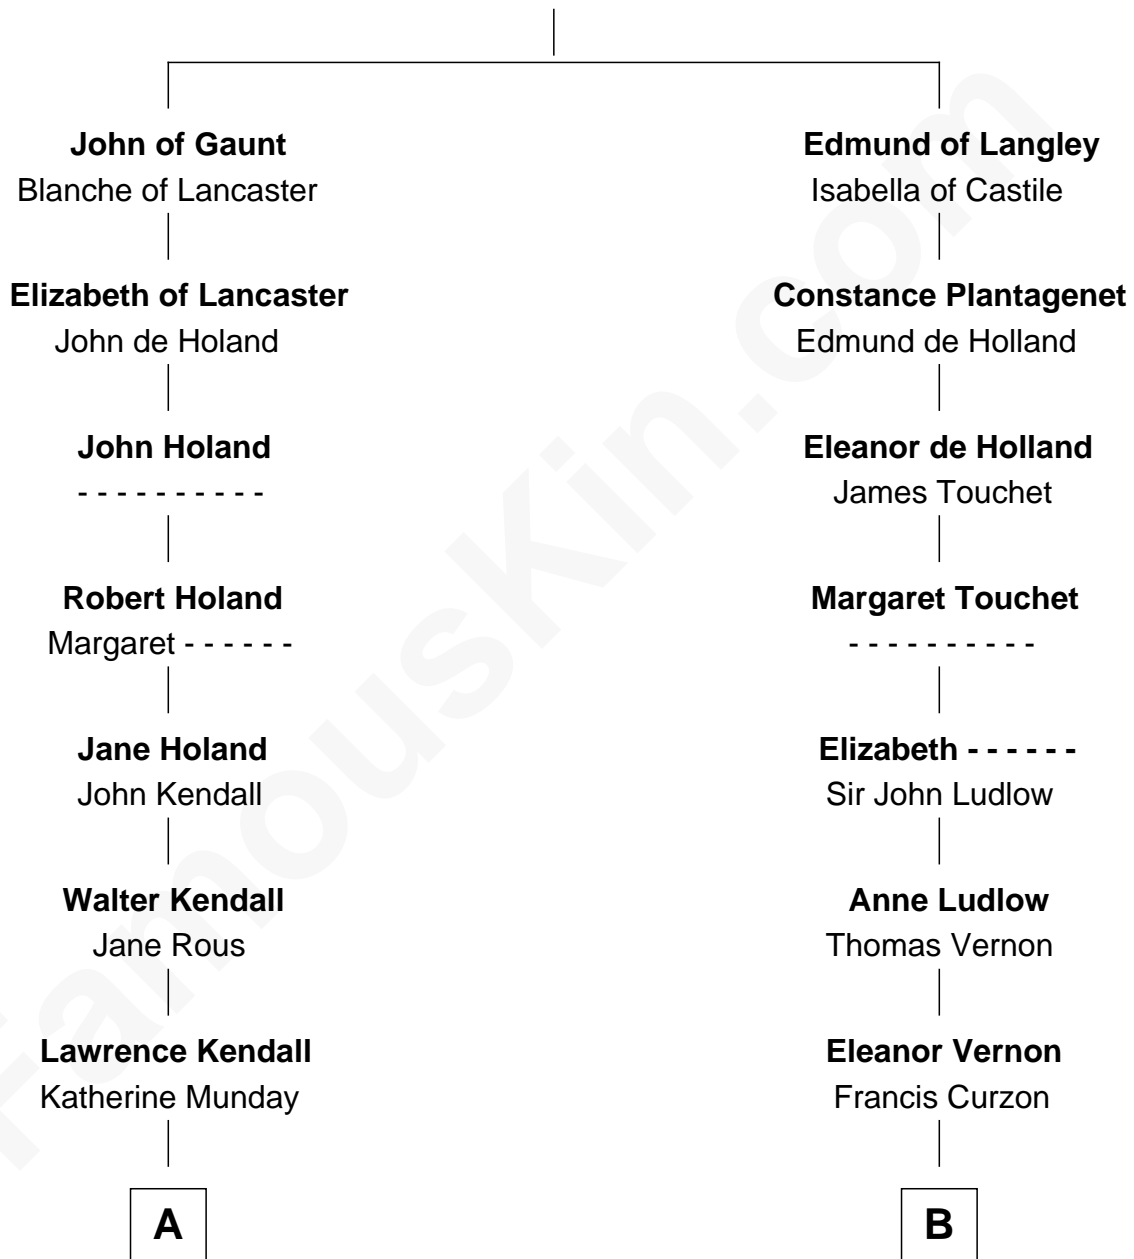 John of Gaunt
Blanche of Lancaster
Elizabeth of Lancaster
John de Holand
John Holand
- - - - - - - - - -
Robert Holand
Margaret - - - - - -
Jane Holand
John Kendall
Walter Kendall
Jane Rous
Lawrence Kendall
Katherine Munday
A
Edmund of Langley
Isabella of Castile
Constance Plantagenet
Edmund de Holland
Eleanor de Holland
James Touchet
Margaret Touchet
- - - - - - - - - -
Elizabeth - - - - - -
Sir John Ludlow
Anne Ludlow
Thomas Vernon
Eleanor Vernon
Francis Curzon
B
FamousKin.com